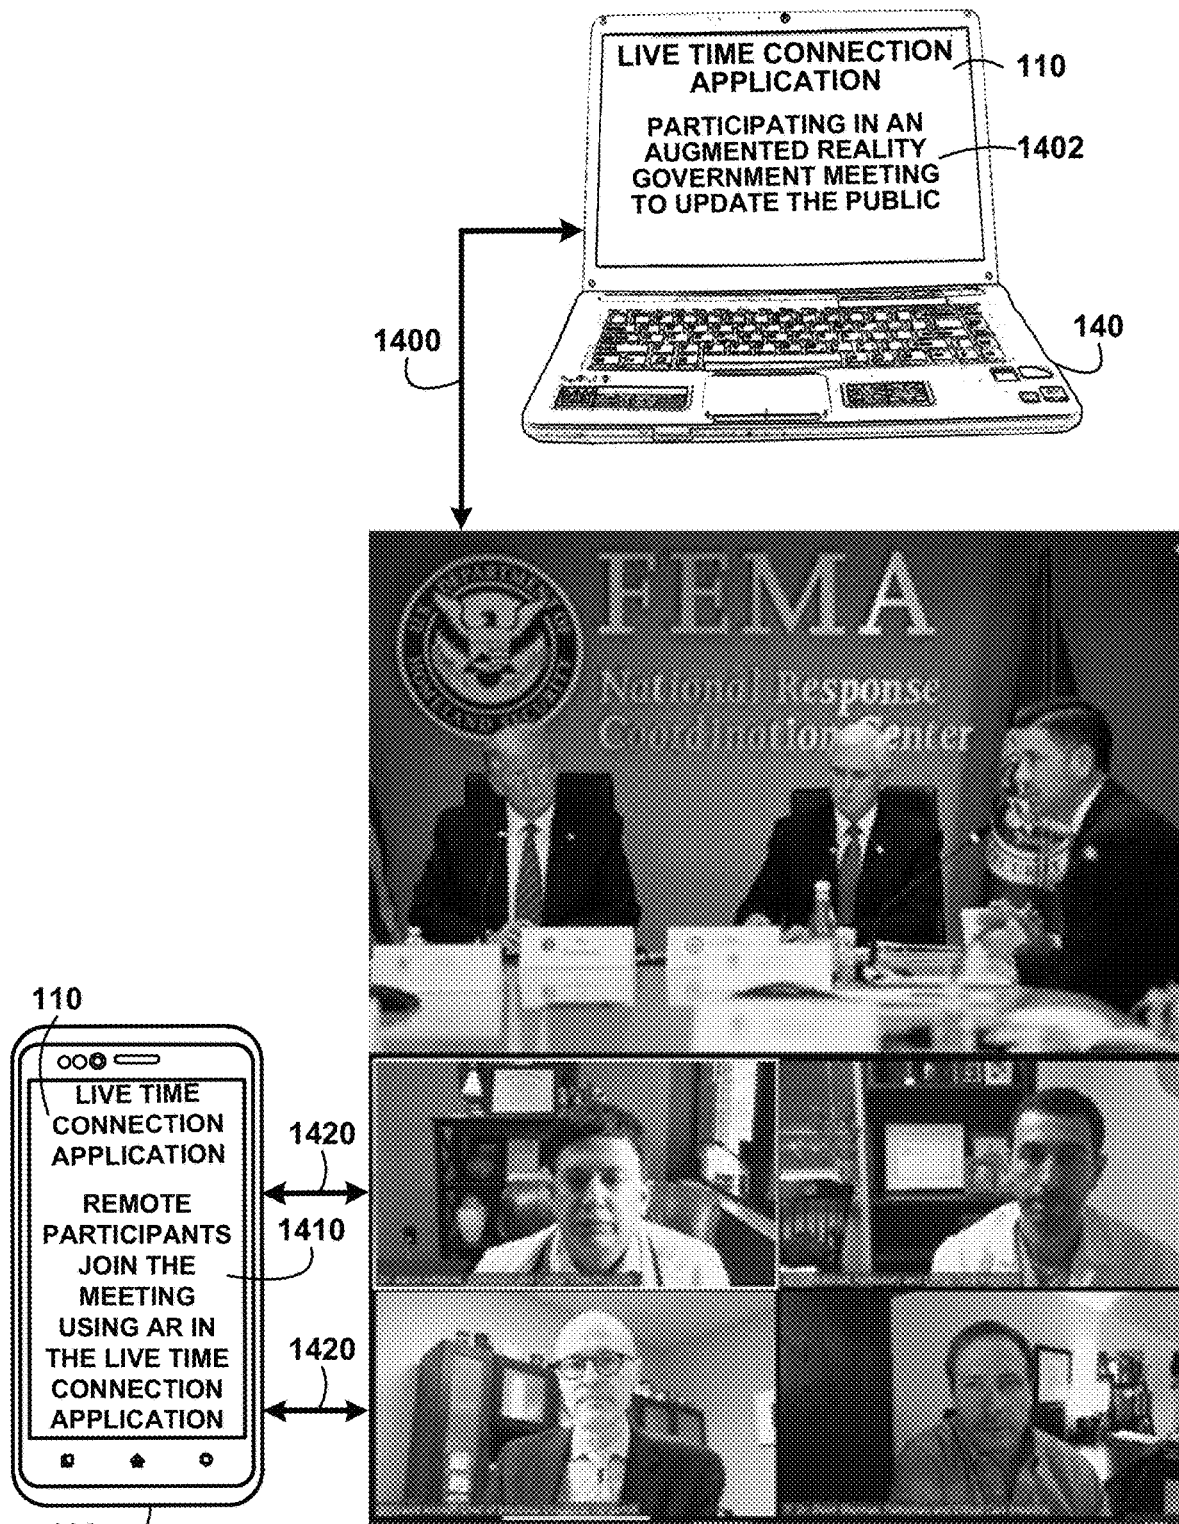 LIVE TIME CONNECTION
APPLICATION
110
PARTICIPATING IN AN
AUGMENTED REALITY
GOVERNMENT MEETING
TO UPDATE THE PUBLIC
1402
1400
140
FEMA
National Response
Coordination Center
110
LIVE TIME
CONNECTION
APPLICATION
1420
REMOTE
PARTICIPANTS
JOIN THE
MEETING
USING AR IN
THE LIVE TIME
CONNECTION
APPLICATION
1410
1420